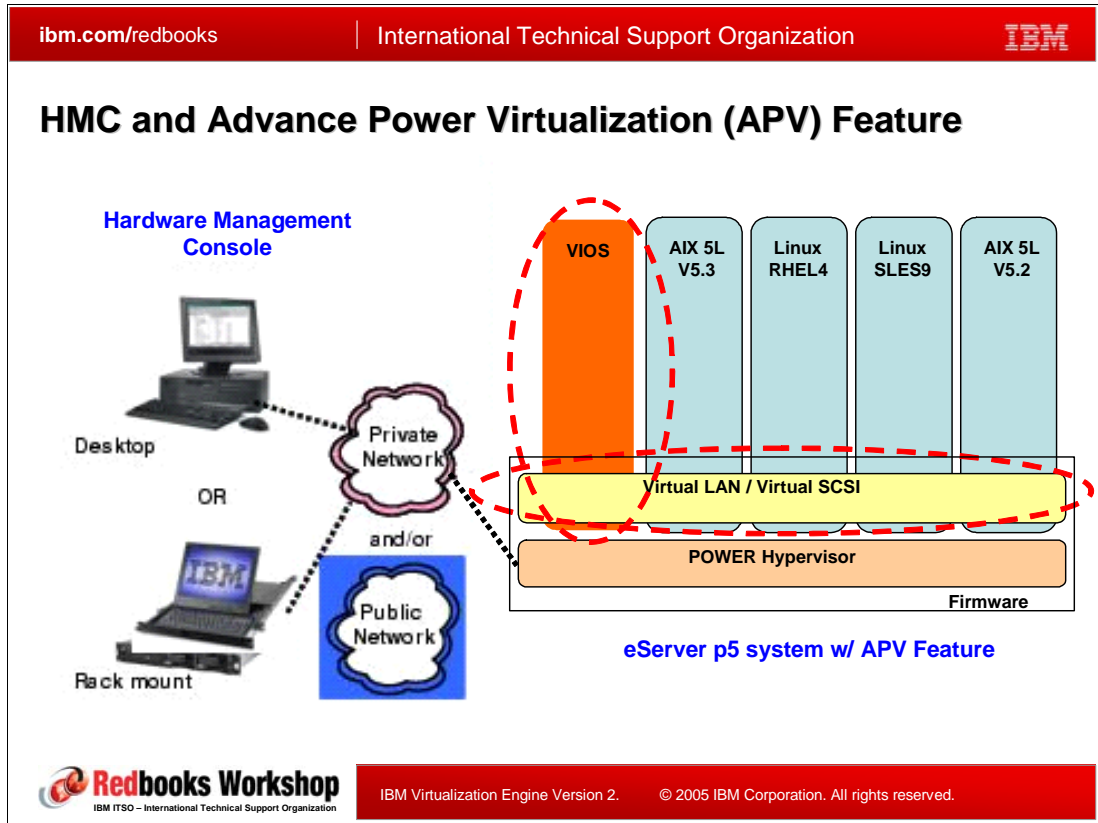 ibm.com/redbooks
International Technical Support Organization
IBM
HMC and Advance Power Virtualization (APV) Feature
Hardware Management
Console
Desktop
OR
IBM
Rack mount
Private
Network
and/or
Public
Network
VIOS
AIX 5L
V5.3
Linux
RHEL4
Linux
SLES9
AIX 5L
V5.2
Virtual LAN / Virtual SCSI
POWER Hypervisor
Firmware
eServer p5 system w/ APV Feature
Redbooks Workshop
IBM ITSO – International Technical Support Organization
IBM Virtualization Engine Version 2.
© 2005 IBM Corporation. All rights reserved.